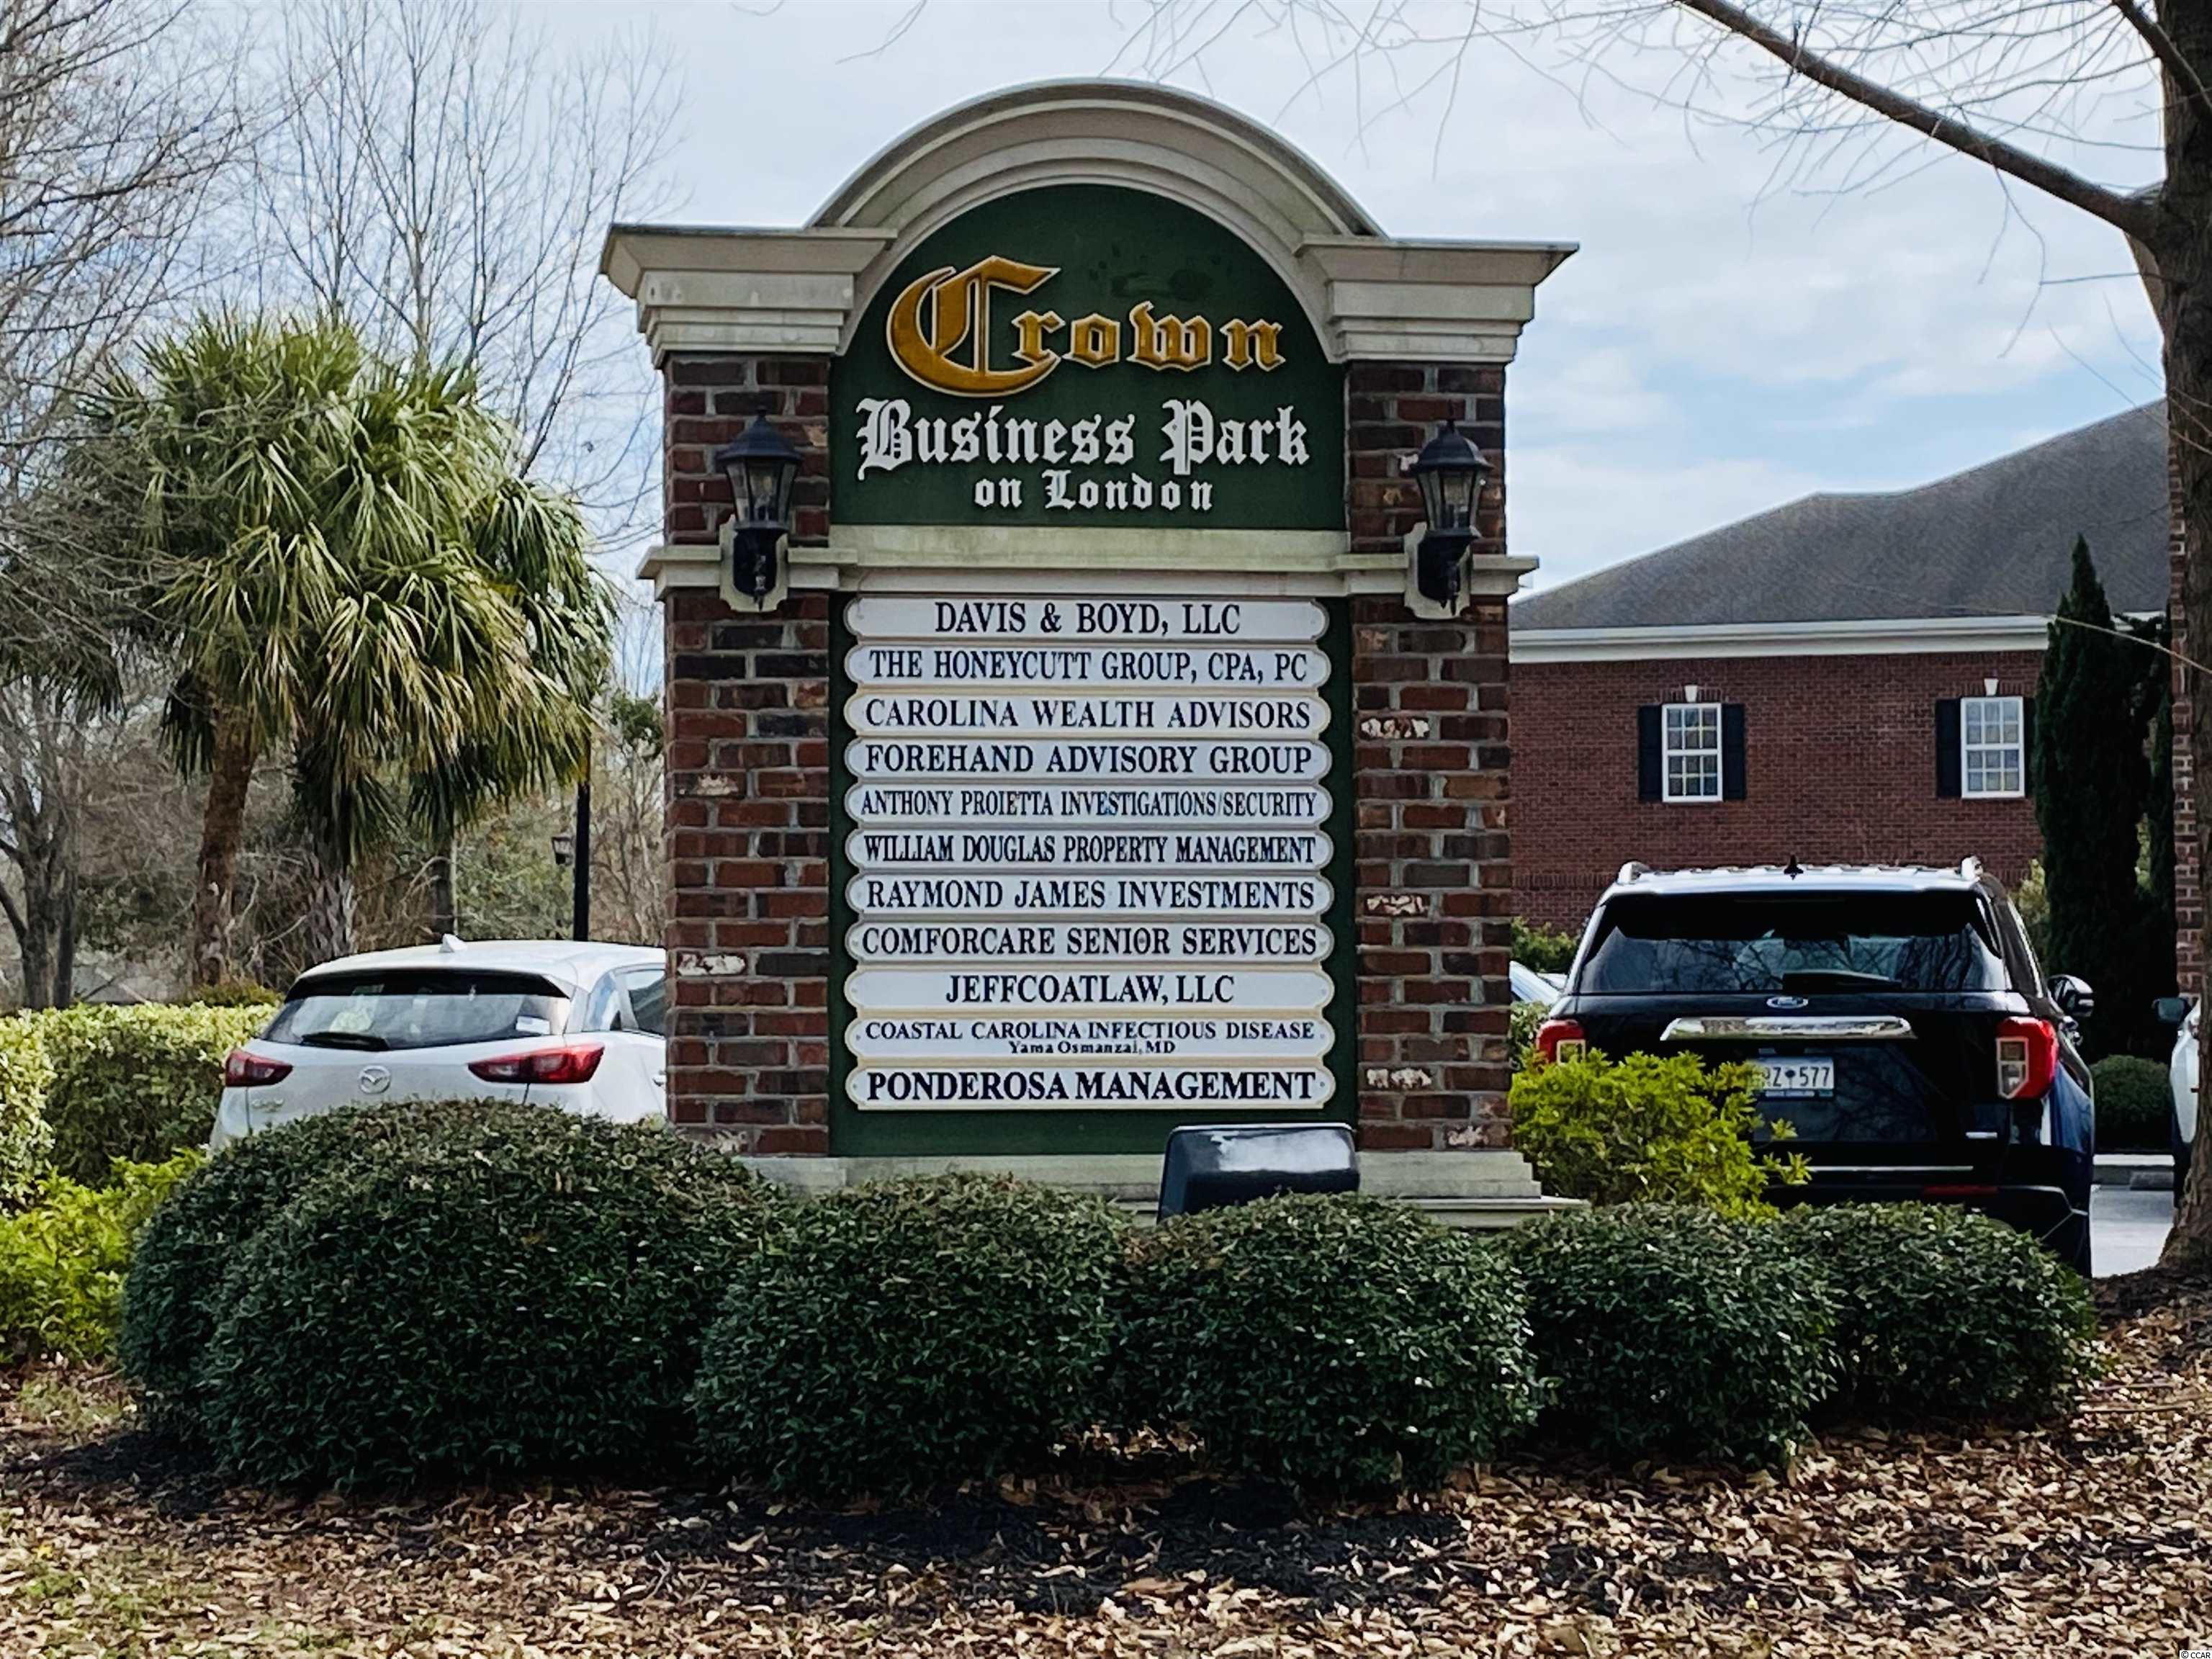 Crown
Business Park
on London
DAVIS & BOYD, LLC
THE HONEYCUTT GROUP, CPA, PC
CAROLINA WEALTH ADVISORS
FOREHAND ADVISORY GROUP
ANTHONY PROIETTA INVESTIGATIONS/SECURITY
WILLIAM DOUGLAS PROPERTY MANAGEMENT
RAYMOND JAMES INVESTMENTS
COMFORCARE SENIOR SERVICES
JEFFCOATLAW, LLC
COASTAL CAROLINA INFECTIOUS DISEASE
Yama Osmanzai, MD
PONDEROSA MANAGEMENT
Ford
© CCAR